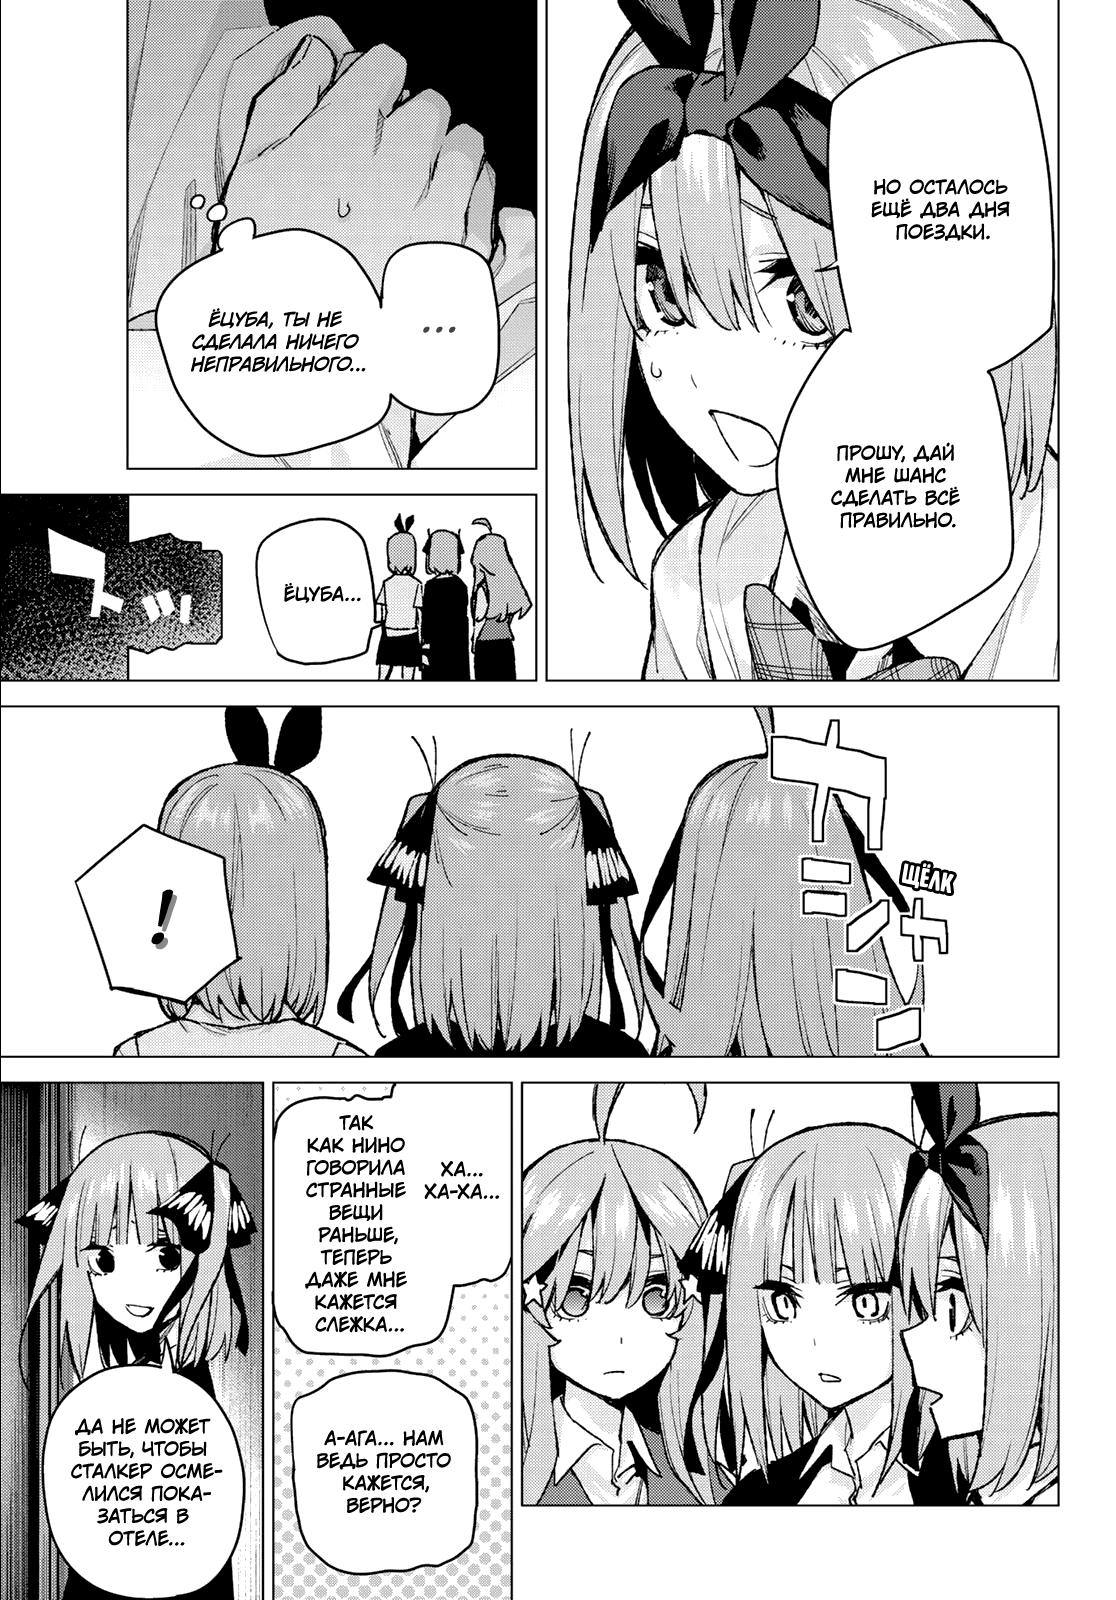 НО ОСТАЛОСЬ
ЕЩЁ ДВА ДНЯ
ПОЕЗДКИ.
ПРОШУ, ДАЙ
МНЕ ШАНС
СДЕЛАТЬ ВСЁ
ПРАВИЛЬНО.
...
ЁЦУБА, ТЫ НЕ
СДЕЛАЛА НИЧЕГО
НЕПРАВИЛЬНОГО...
ЁЦУБА...
ЩЁЛК
!
ХА...
ХА-ХА...
ТАК
КАК НИНО
ГОВОРИЛА
СТРАННЫЕ
ВЕЩИ
РАНЬШЕ,
ТЕПЕРЬ
ДАЖЕ МНЕ
КАЖЕТСЯ
СЛЕЖКА...
А-АГА... НАМ
ВЕДЬ ПРОСТО
КАЖЕТСЯ,
ВЕРНО?
ДА НЕ МОЖЕТ
БЫТЬ, ЧТОБЫ
СТАЛКЕР ОСМЕ-
ЛИЛСЯ ПОКА-
ЗАТЬСЯ В
ОТЕЛЕ...